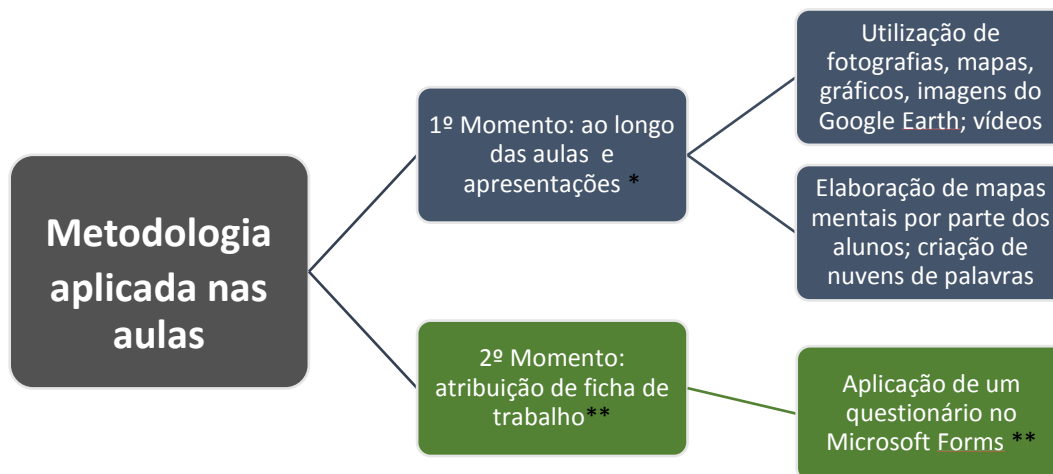 Metodologia
aplicada nas
aulas
1º Momento: ao longo
das aulas e
apresentações *
2º Momento:
atribuição de ficha de
trabalho**
Utilização de
fotografias, mapas,
gráficos, imagens do
Google Earth; vídeos
Elaboração de mapas
mentais por parte dos
alunos; criação de
nuvens de palavras
Aplicação de um
questionário no
Microsoft Forms **